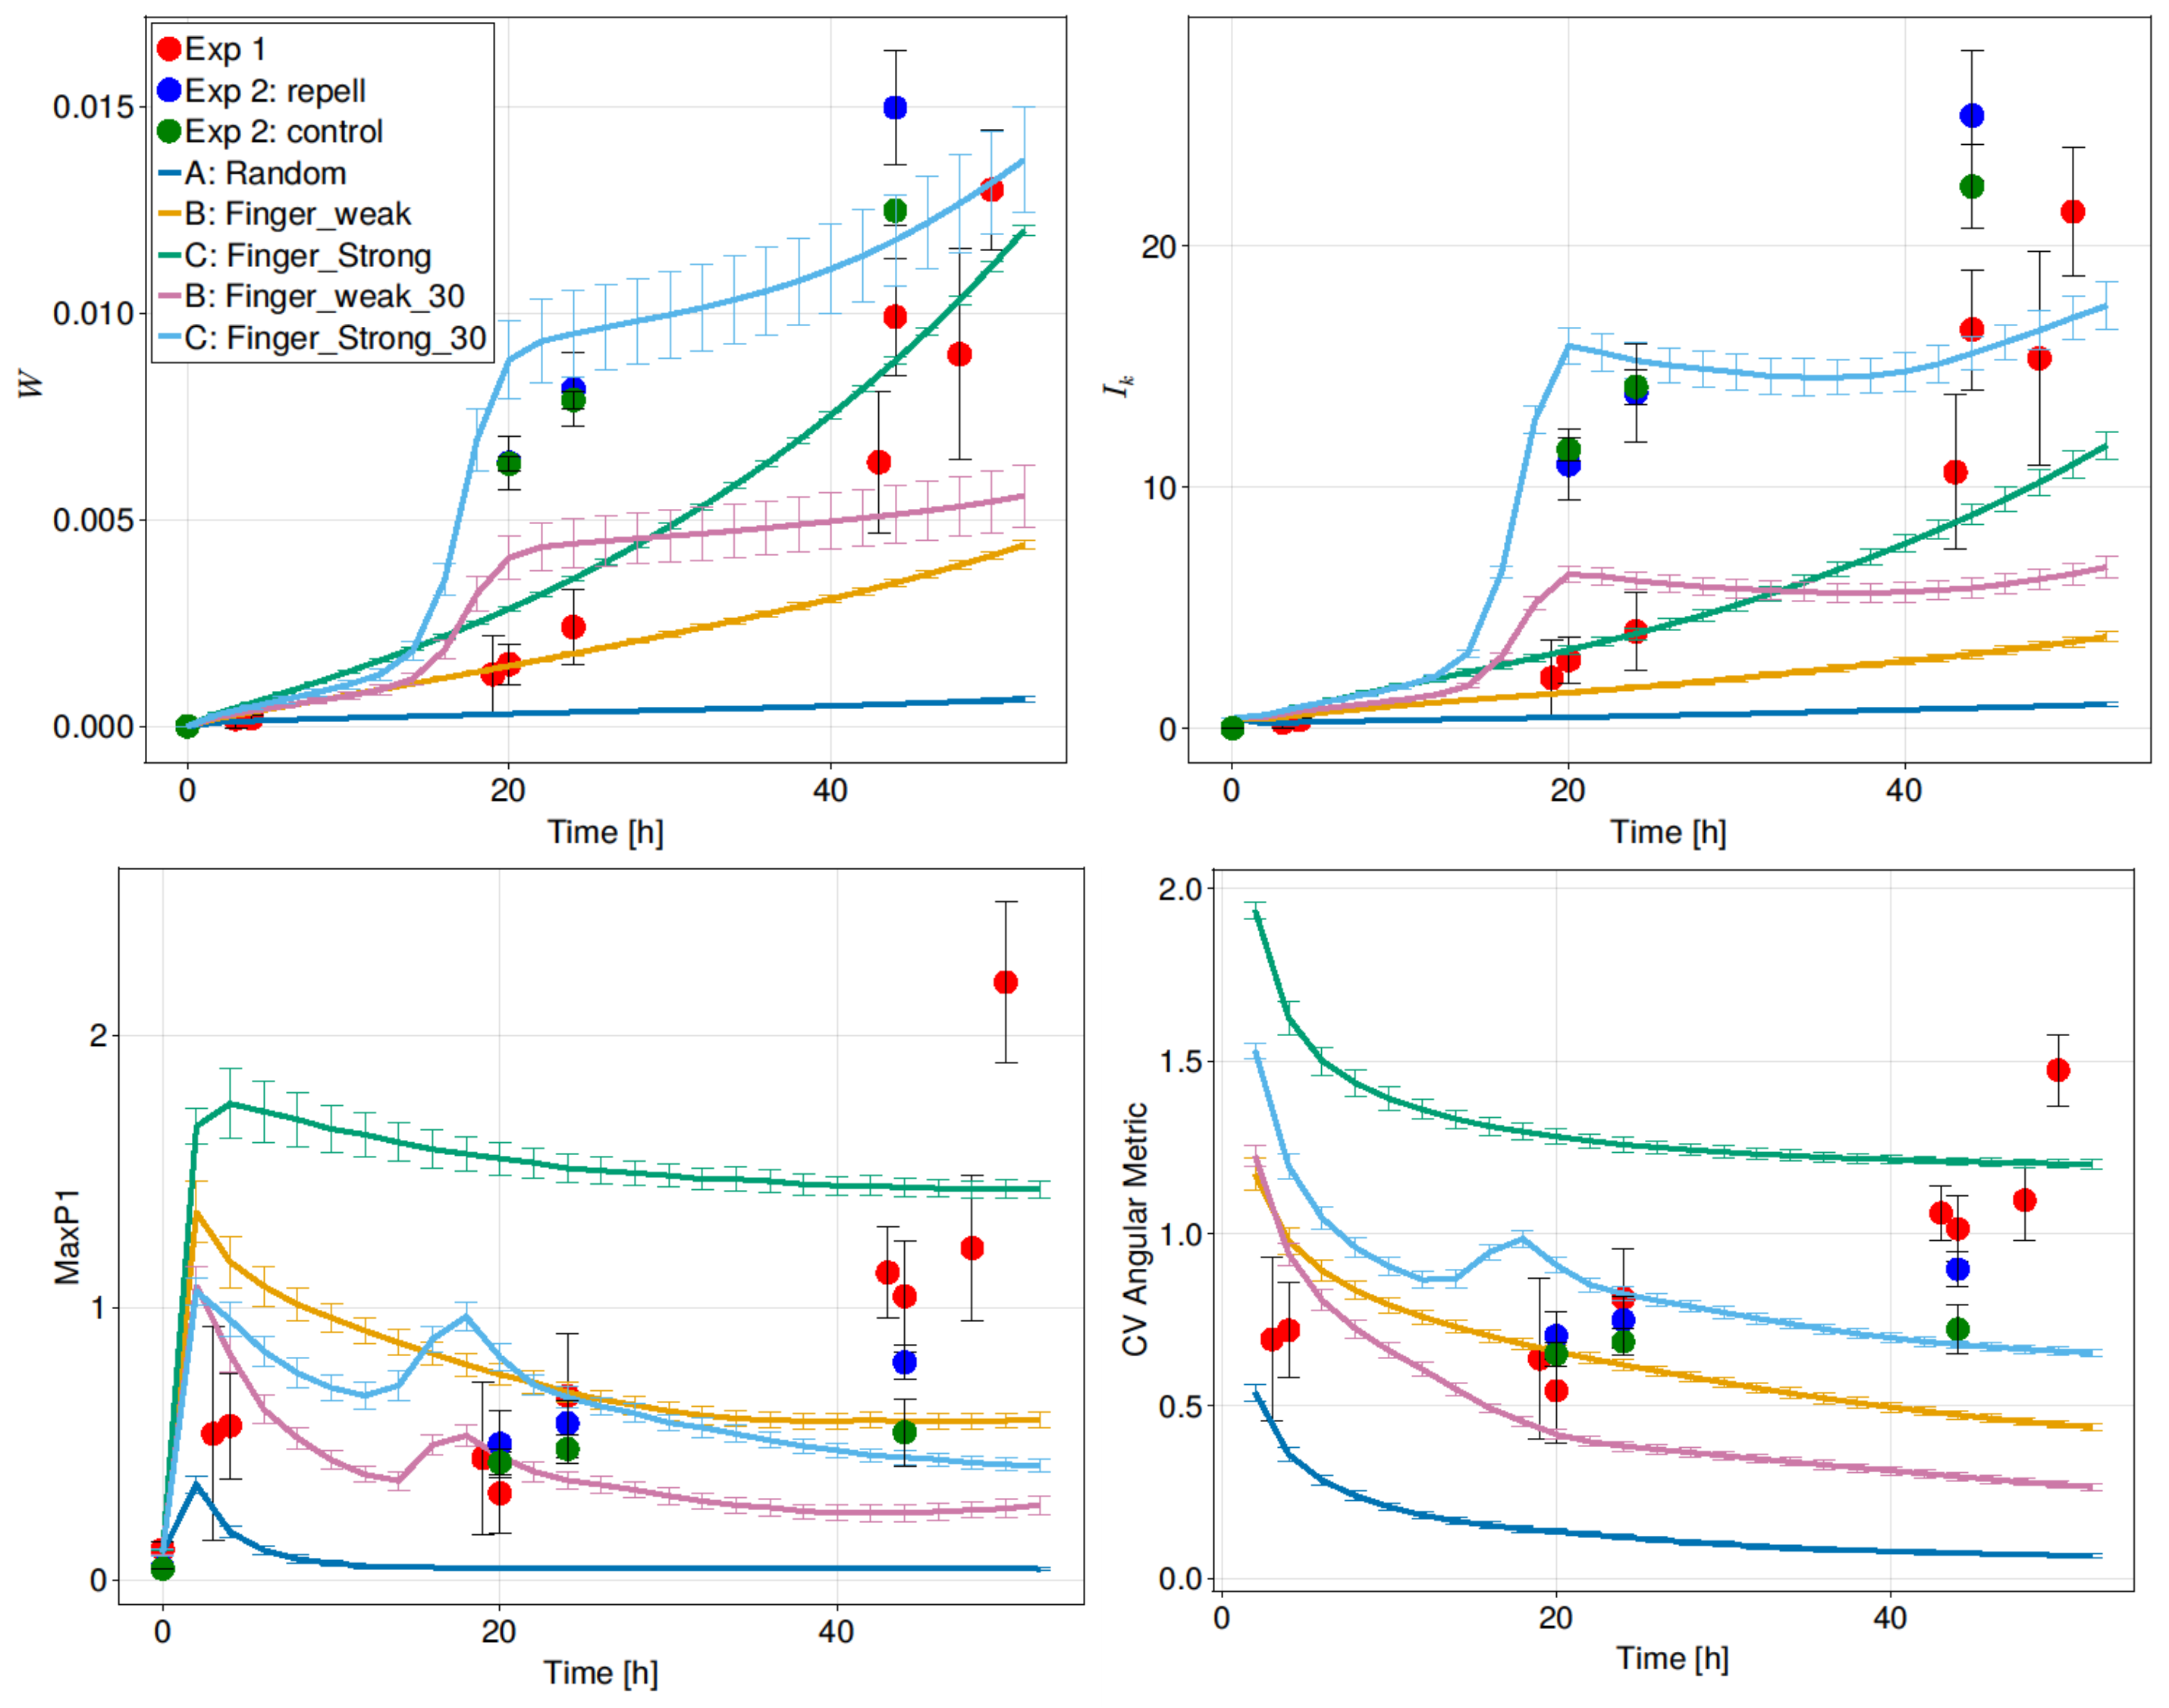 Exp 1
Exp 2: repell
Exp 2: control
A: Random
B: Finger_weak
C: Finger_Strong
B: Finger_weak_30
C: Finger_Strong_30
0.015
0.010
0.005
0.000
W
0
20
40
Time [h]
20
10
0
I_k
0
20
40
Time [h]
2
1
0
MaxP1
0
20
40
Time [h]
2.0
1.5
1.0
0.5
0.0
CV Angular Metric
0
20
40
Time [h]